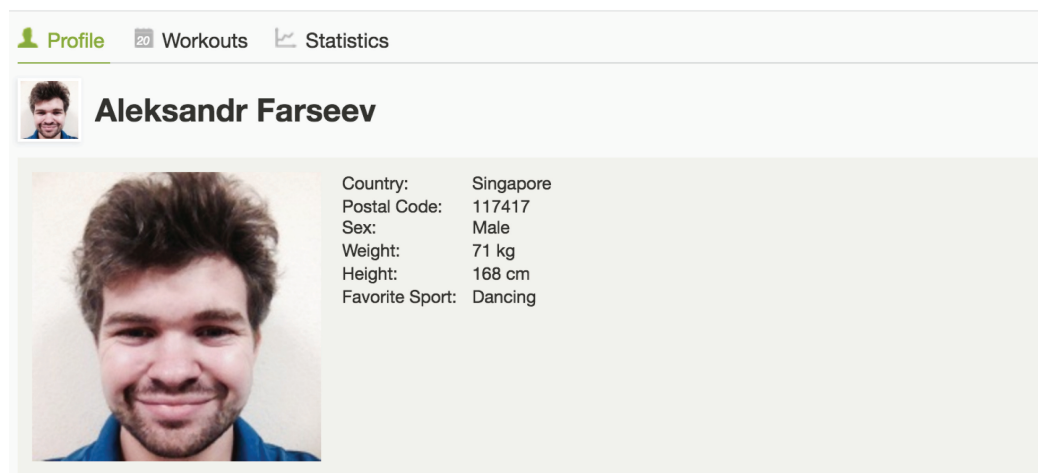 Profile 20 Workouts Statistics
Aleksandr Farseev
Country: Singapore
Postal Code: 117417
Sex: Male
Weight: 71 kg
Height: 168 cm
Favorite Sport: Dancing